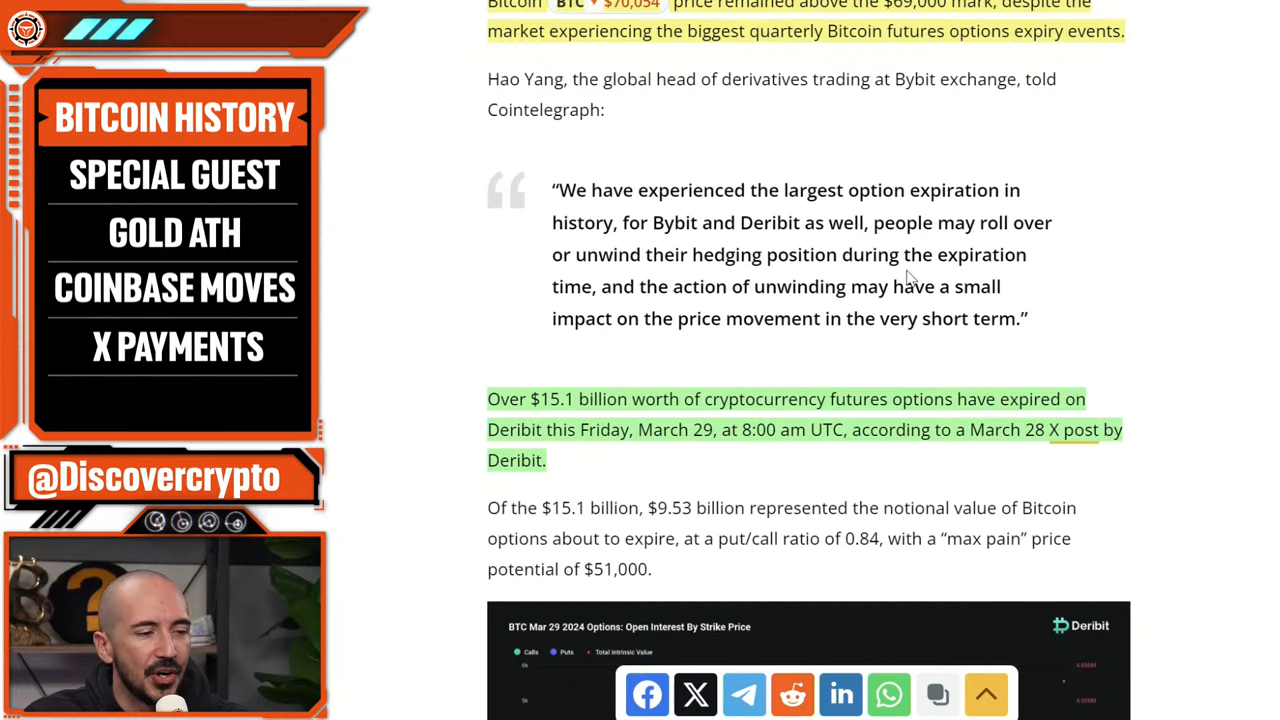 BITCOIN HISTORY
SPECIAL GUEST
GOLD ATH
COINBASE MOVES
X PAYMENTS
@Discovercrypto
?
Bitcoin BTC ▼ $70,054 price remained above the $69,000 mark, despite the
market experiencing the biggest quarterly Bitcoin futures options expiry events.
Hao Yang, the global head of derivatives trading at Bybit exchange, told
Cointelegraph:
“We have experienced the largest option expiration in
history, for Bybit and Deribit as well, people may roll over
or unwind their hedging position during the expiration
time, and the action of unwinding may have a small
impact on the price movement in the very short term.”
Over $15.1 billion worth of cryptocurrency futures options have expired on
Deribit this Friday, March 29, at 8:00 am UTC, according to a March 28 X post by
Deribit.
Of the $15.1 billion, $9.53 billion represented the notional value of Bitcoin
options about to expire, at a put/call ratio of 0.84, with a “max pain” price
potential of $51,000.
BTC Mar 29 2024 Options: Open Interest By Strike Price
Deribit
Calls Puts Total Intrinsic Value
6k
5k